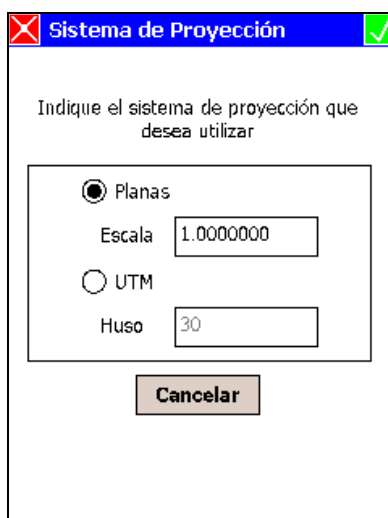 Sistema de Proyección
Indique el sistema de proyección que
desea utilizar
Planas
Escala 1.0000000
UTM
Huso 30
Cancelar